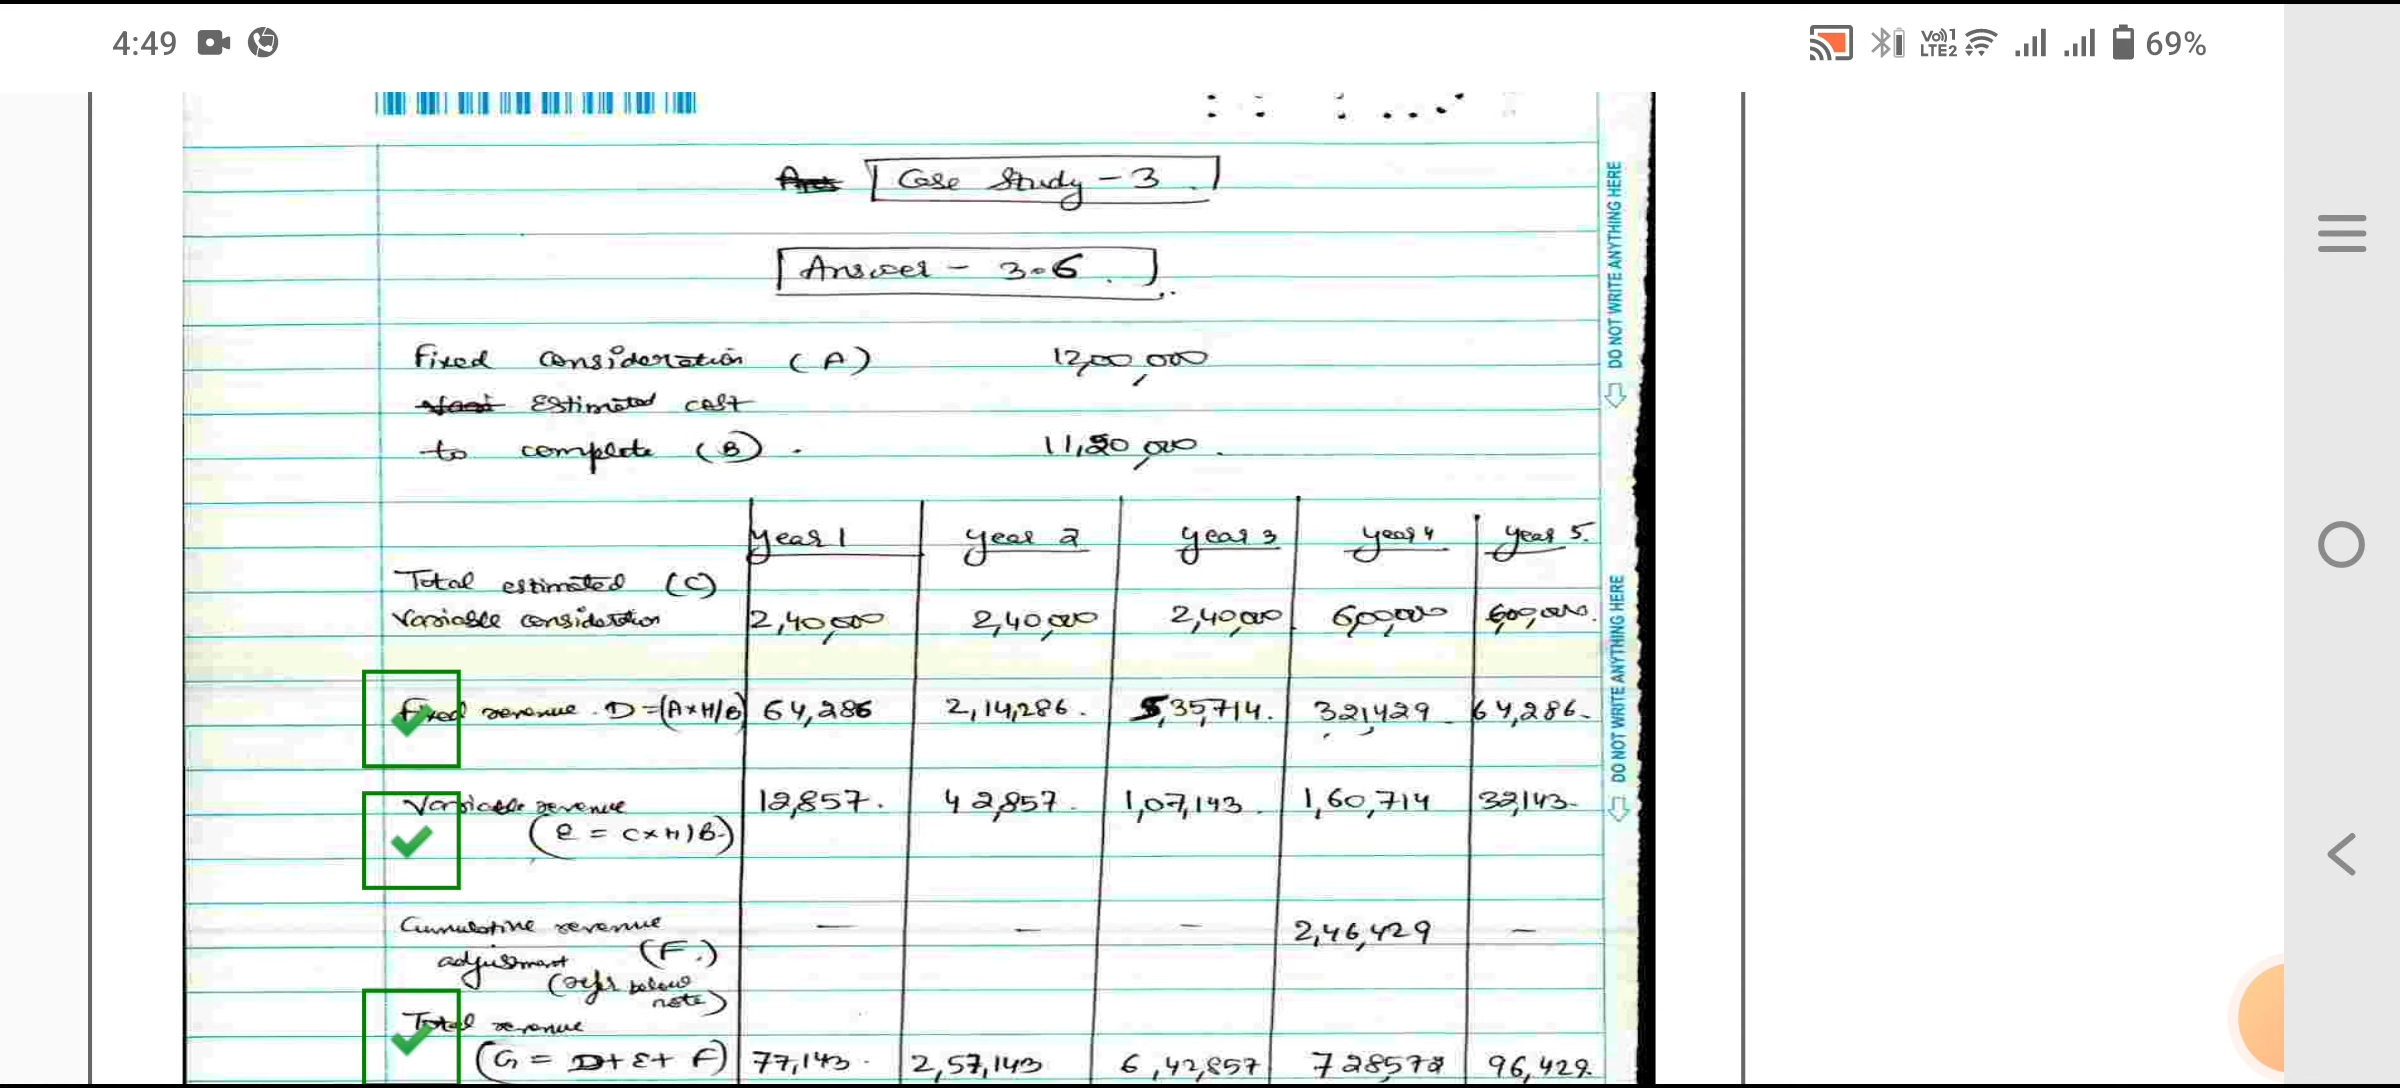 4:49 Vo)) 1 LTE2 69%
Case Study - 3
Answer - 3.6
Fixed consideration (A) 12,00,000
Estimated cost
to complete (B) . 11,20,000.
year 1 year 2 year 3 year 4 year 5.
Total estimated (C)
Variable consideration 2,40,000 2,40,000 2,40,000 6,00,000 6,00,000.
Fixed revenue. D=(A×H/B) 64,286 2,14,286. 5,35,714. 3,21,429 64,286.
Variable revenue 12,857. 42,857. 1,07,143. 1,60,714 32,143.
(E = C×H/B)
Cumulative revenue — — — 2,46,429 —
adjusment (F.)
(refer below
note)
Total revenue
(G = D+E+F) 77,143. 2,57,143 6,42,857 7,28,572 96,429.
DO NOT WRITE ANYTHING HERE
DO NOT WRITE ANYTHING HERE